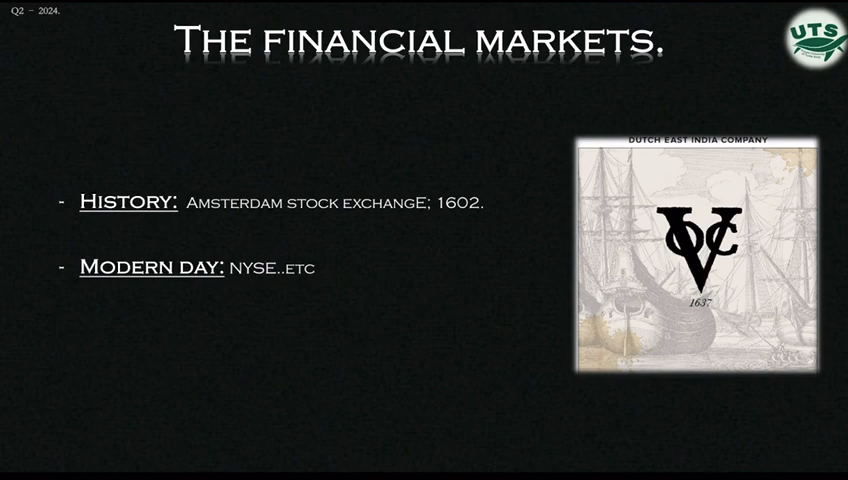 Q2 – 2024.
THE FINANCIAL MARKETS.
UTS
DUTCH EAST INDIA COMPANY
- HISTORY: AMSTERDAM STOCK EXCHANGE; 1602.
VOC
- MODERN DAY: NYSE..ETC
1637